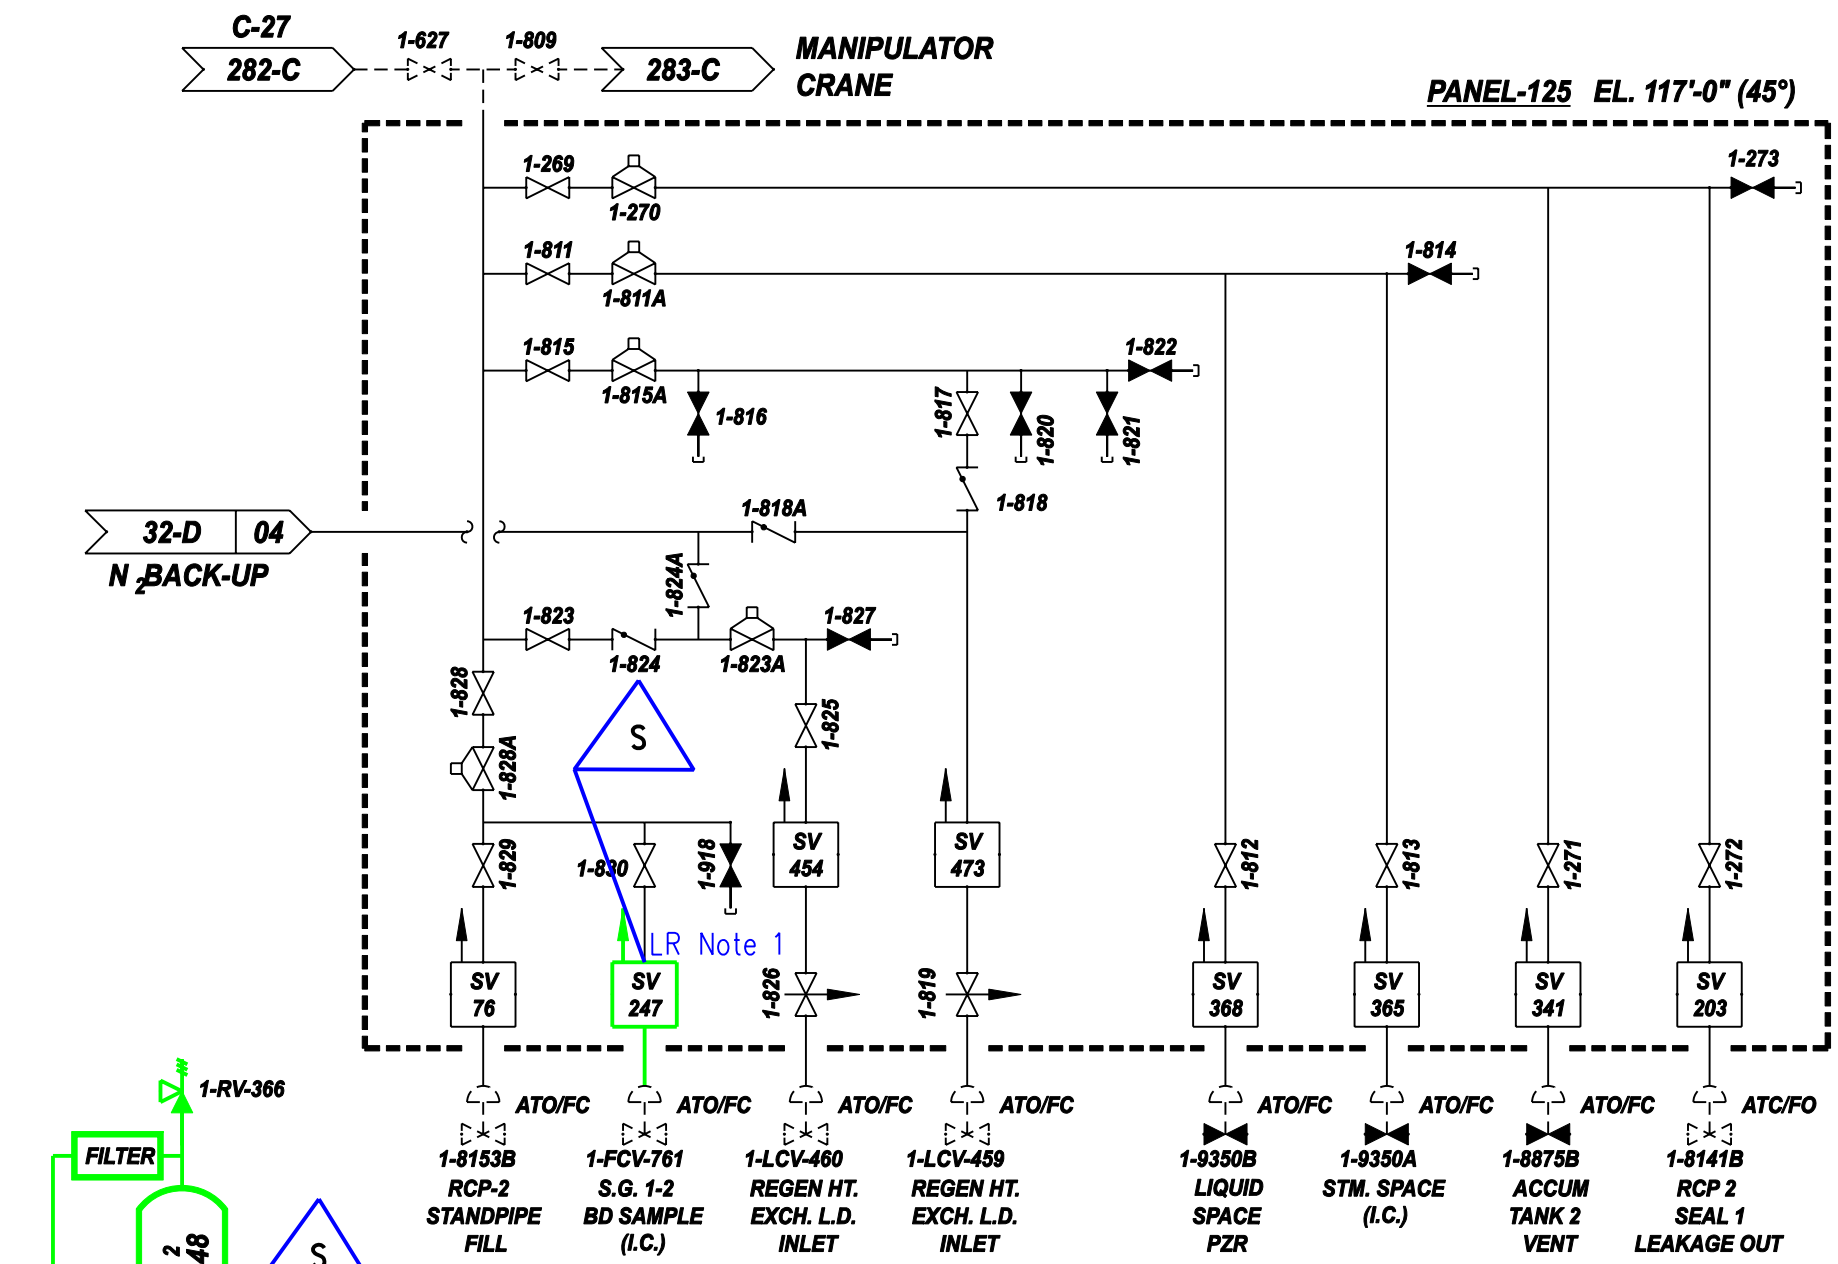 C-27
282-C
1-627
1-809
283-C
MANIPULATOR
CRANE
PANEL-125 EL. 117'-0" (45°)
1-269
1-270
1-273
1-811
1-811A
1-814
1-815
1-815A
1-816
1-817
1-820
1-821
1-822
1-818
1-818A
32-D 04
N 2 BACK-UP
1-824A
1-823
1-824
1-823A
1-827
1-828
1-828A
S
1-825
1-829
1-830
1-918
SV
454
SV
473
1-812
1-813
1-271
1-272
LR Note 1
SV
76
SV
247
1-826
1-819
SV
368
SV
365
SV
341
SV
203
1-RV-366
FILTER
2
48
S
ATO/FC
ATO/FC
ATO/FC
ATO/FC
ATO/FC
ATO/FC
ATO/FC
ATC/FO
1-8153B
RCP-2
STANDPIPE
FILL
1-FCV-761
S.G. 1-2
BD SAMPLE
(I.C.)
1-LCV-460
REGEN HT.
EXCH. L.D.
INLET
1-LCV-459
REGEN HT.
EXCH. L.D.
INLET
1-9350B
LIQUID
SPACE
PZR
1-9350A
STM. SPACE
(I.C.)
1-8875B
ACCUM
TANK 2
VENT
1-8141B
RCP 2
SEAL 1
LEAKAGE OUT